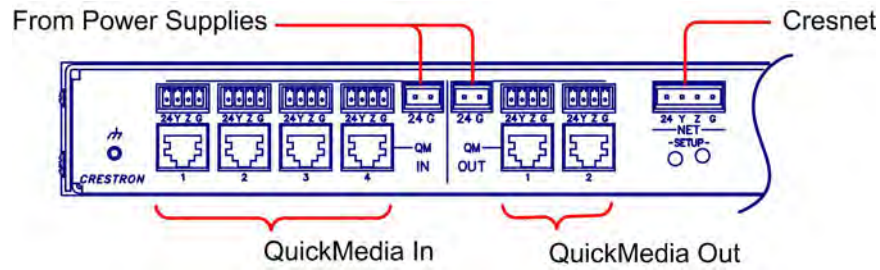 From Power Supplies
Cresnet
24 Y Z G
24 Y Z G
24 Y Z G
24 Y Z G
24 G
24 G
24 Y Z G
24 Y Z G
24 Y Z G
NET
SETUP
QM
IN
QM
OUT
CRESTRON
1
2
3
4
1
2
QuickMedia In
QuickMedia Out